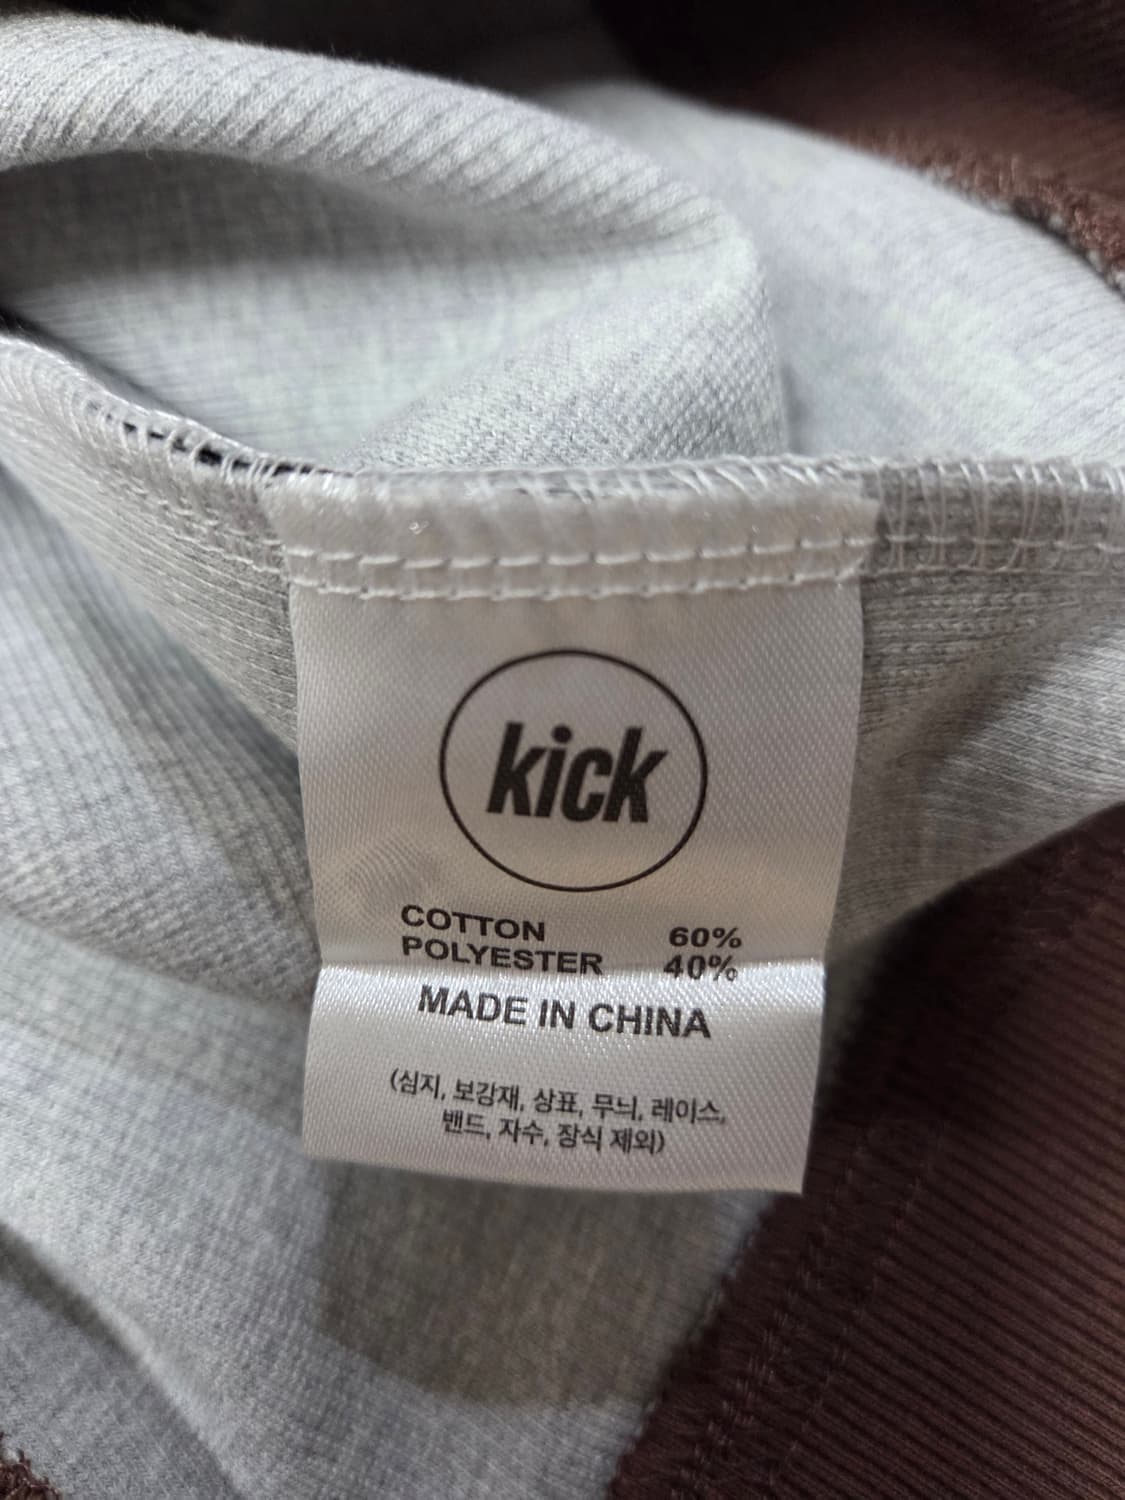 kick
COTTON 60%
POLYESTER 40%
MADE IN CHINA
(심지, 보강재, 상표, 무늬, 레이스,
밴드, 자수, 장식 제외)